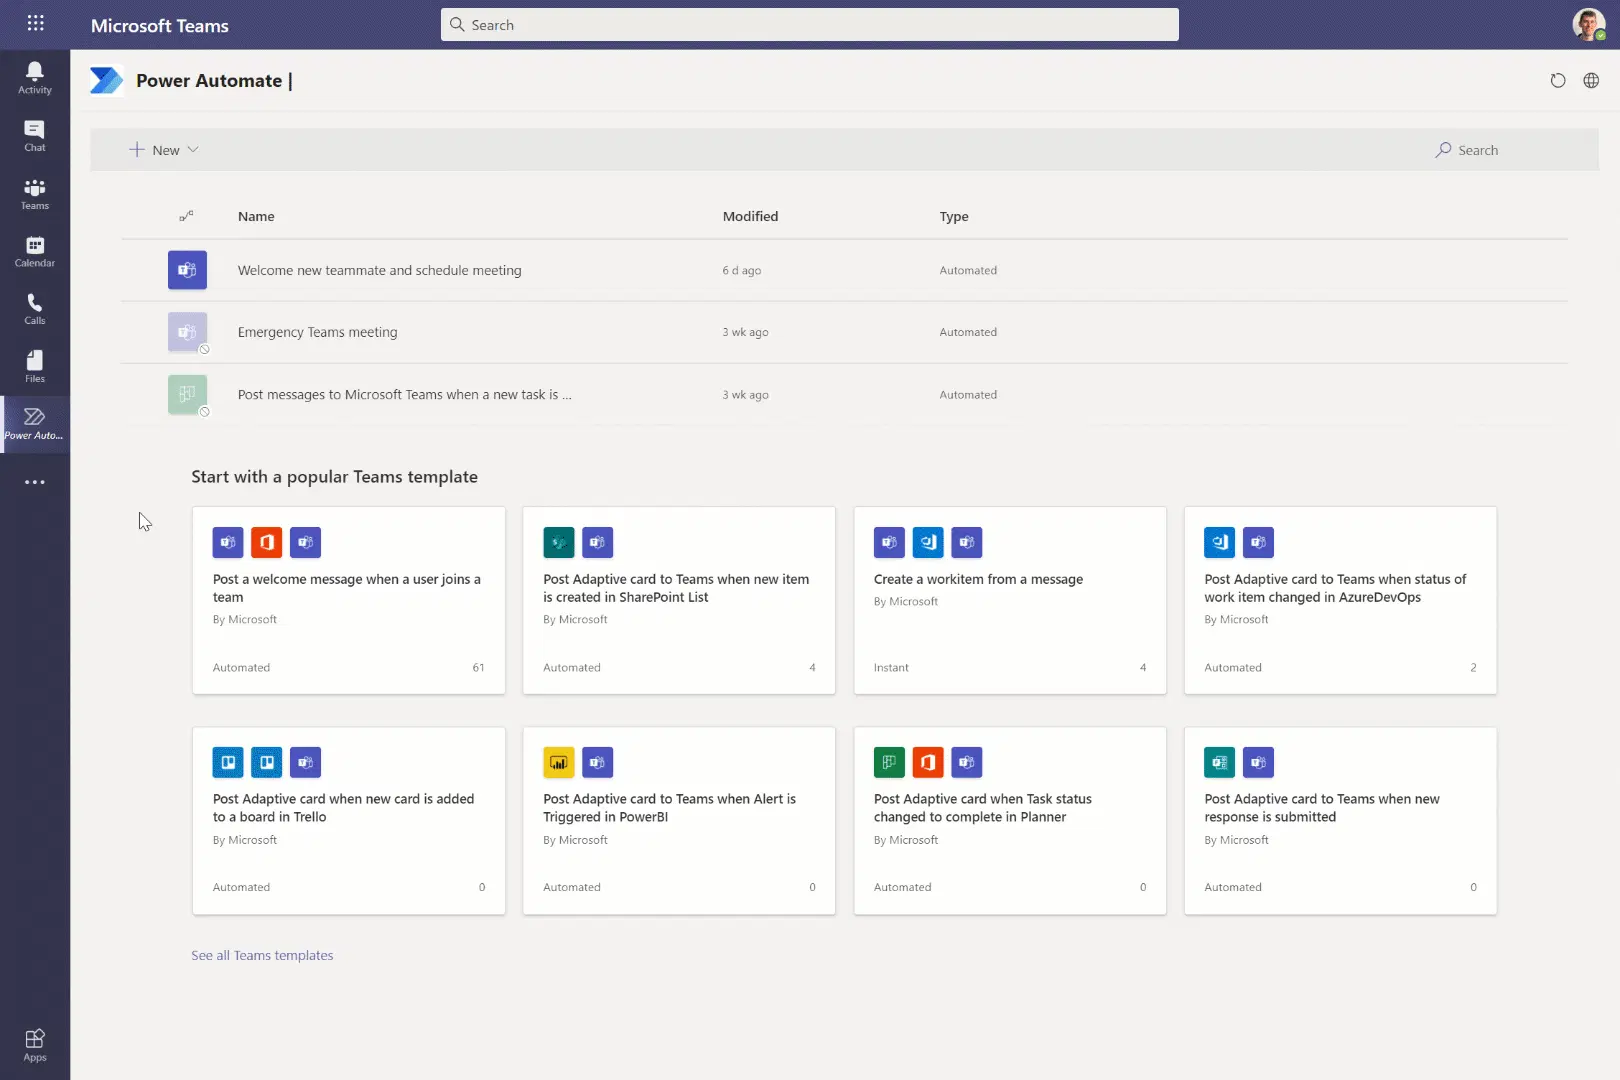 Microsoft Teams
Search
Activity
Chat
Teams
Calendar
Calls
Files
Power Auto...
Apps
Power Automate |
New
Search
Name Modified Type
Welcome new teammate and schedule meeting 6 d ago Automated
Emergency Teams meeting 3 wk ago Automated
Post messages to Microsoft Teams when a new task is ... 3 wk ago Automated
Start with a popular Teams template
Post a welcome message when a user joins a
team
By Microsoft
Automated 61
Post Adaptive card to Teams when new item
is created in SharePoint List
By Microsoft
Automated 4
Create a workitem from a message
By Microsoft
Instant 4
Post Adaptive card to Teams when status of
work item changed in AzureDevOps
By Microsoft
Automated 2
Post Adaptive card when new card is added
to a board in Trello
By Microsoft
Automated 0
Post Adaptive card to Teams when Alert is
Triggered in PowerBI
By Microsoft
Automated 0
Post Adaptive card when Task status
changed to complete in Planner
By Microsoft
Automated 0
Post Adaptive card to Teams when new
response is submitted
By Microsoft
Automated 0
See all Teams templates